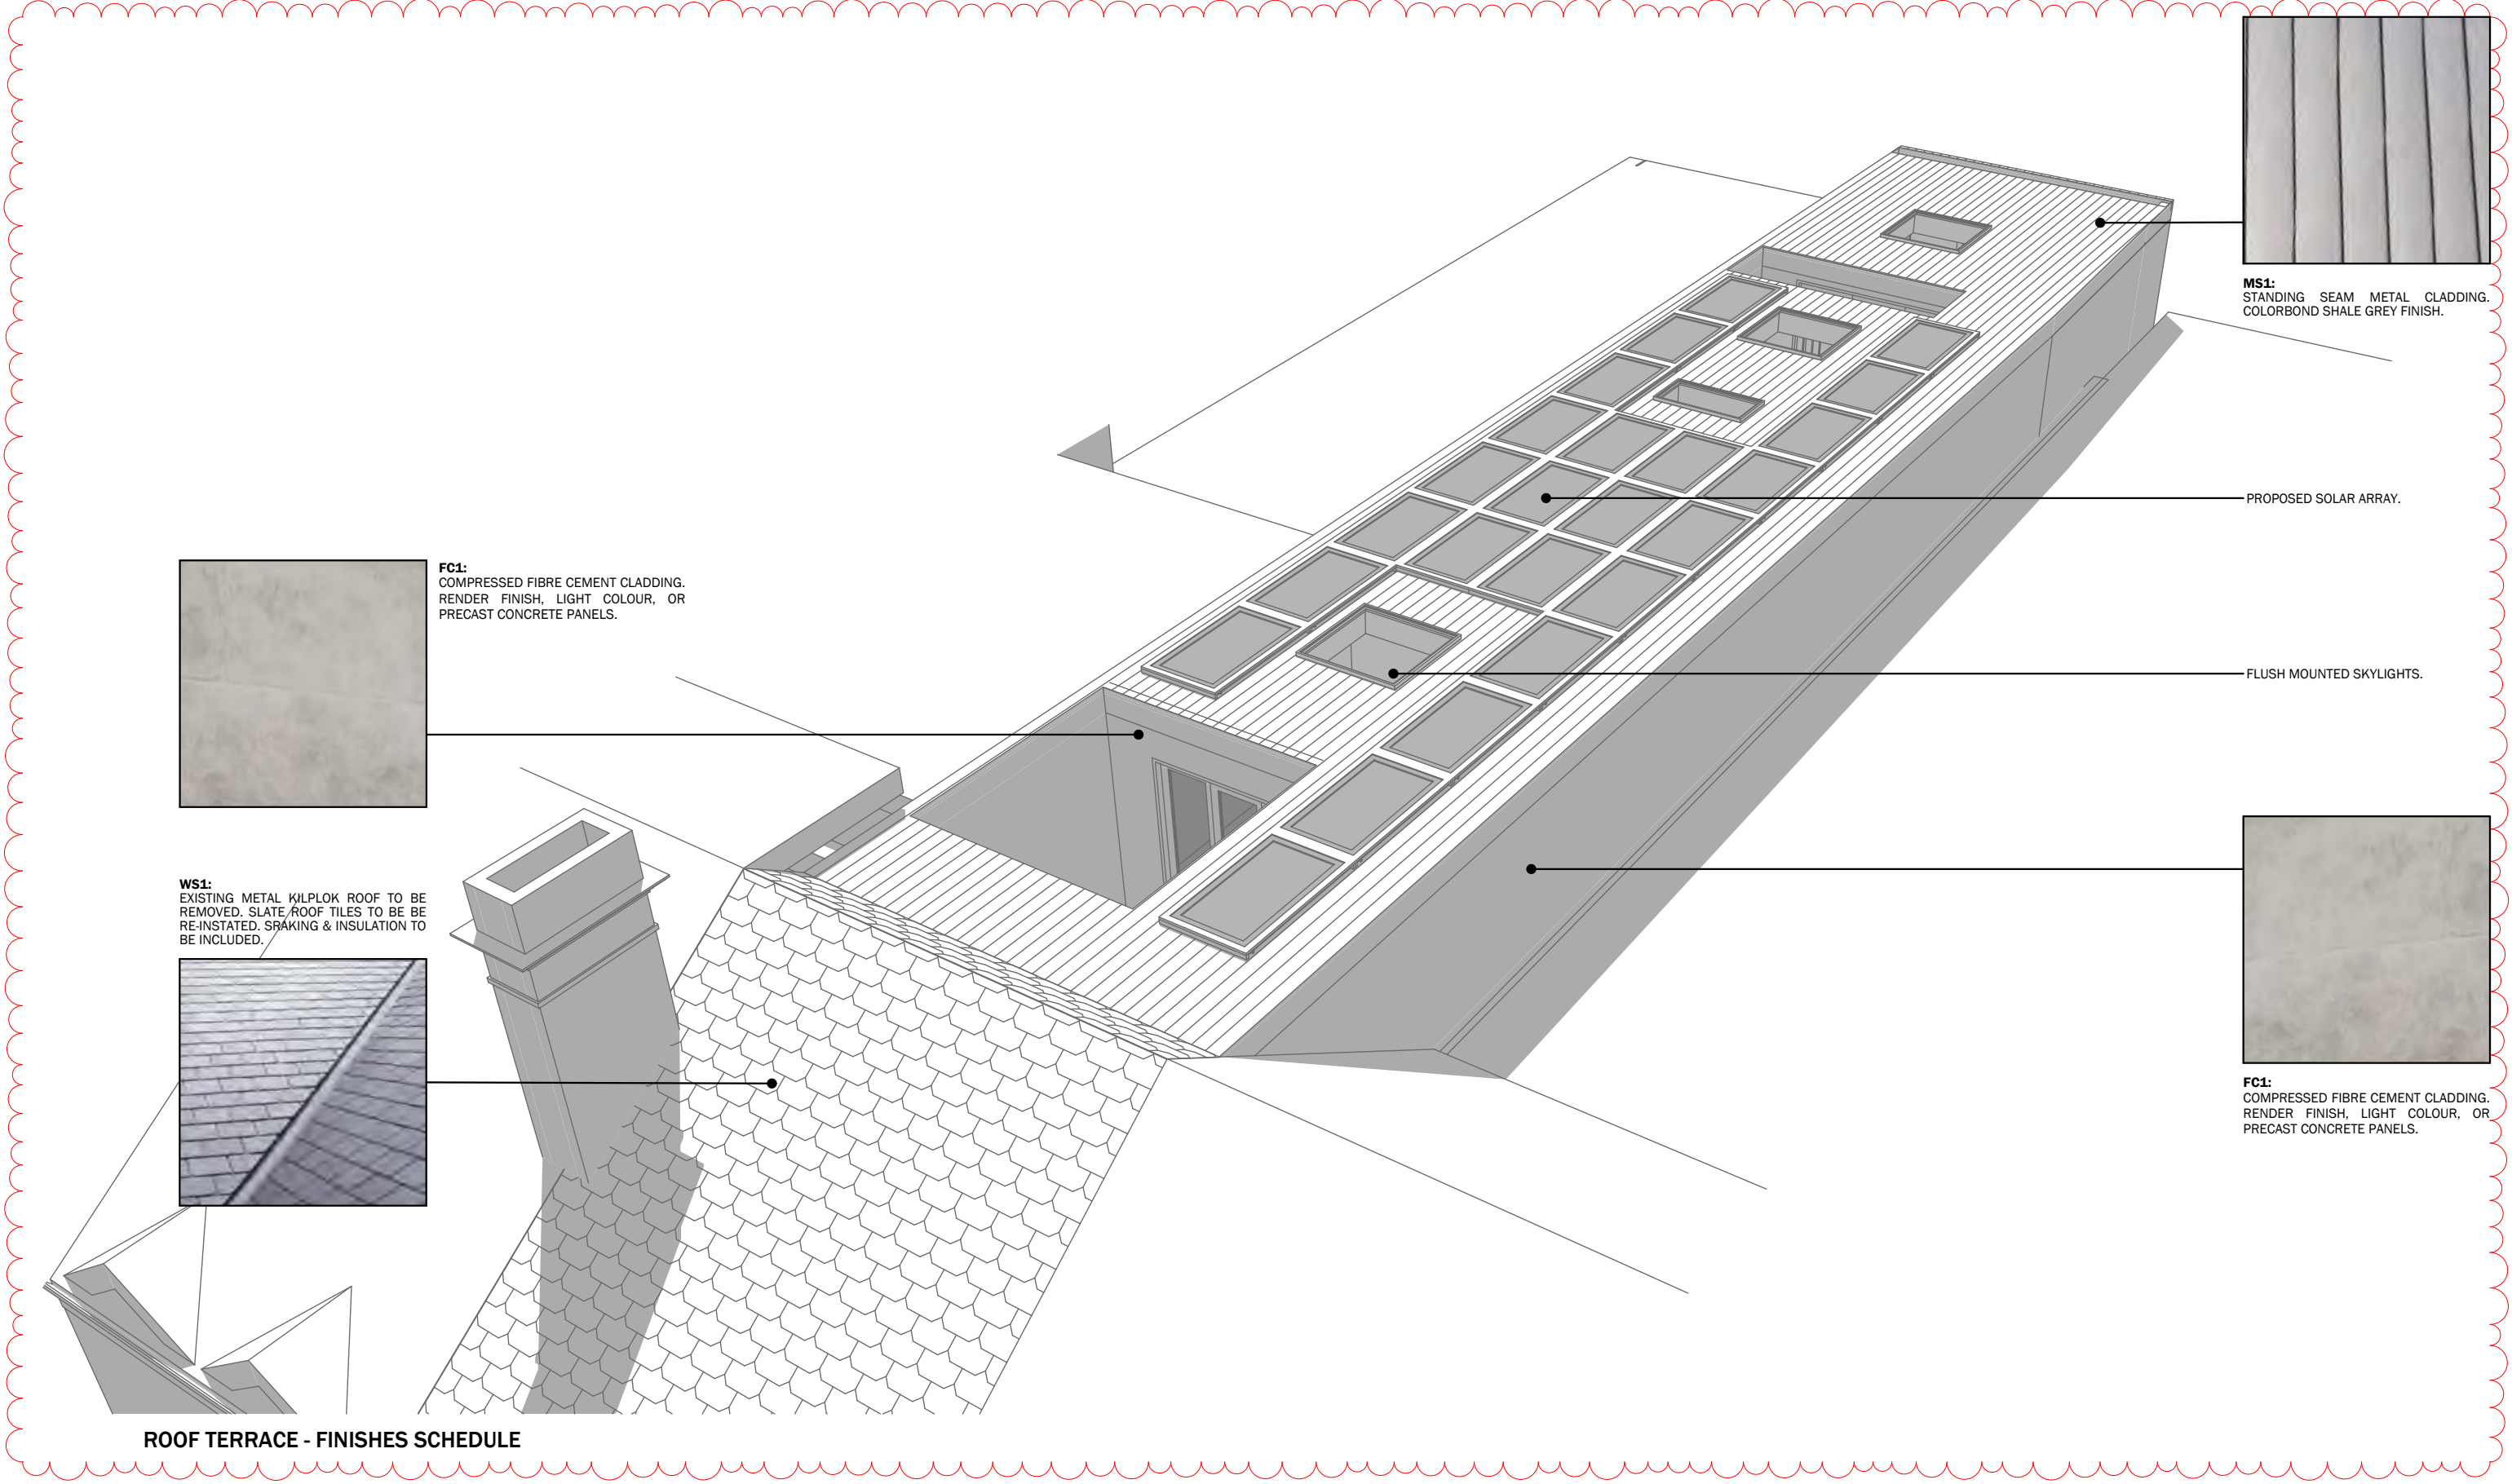 MS1:
STANDING SEAM METAL CLADDING.
COLORBOND SHALE GREY FINISH.
PROPOSED SOLAR ARRAY.
FC1:
COMPRESSED FIBRE CEMENT CLADDING.
RENDER FINISH, LIGHT COLOUR, OR
PRECAST CONCRETE PANELS.
FLUSH MOUNTED SKYLIGHTS.
WS1:
EXISTING METAL KILPLOK ROOF TO BE
REMOVED. SLATE ROOF TILES TO BE BE
RE-INSTATED. SRAKING & INSULATION TO
BE INCLUDED.
FC1:
COMPRESSED FIBRE CEMENT CLADDING.
RENDER FINISH, LIGHT COLOUR, OR
PRECAST CONCRETE PANELS.
ROOF TERRACE - FINISHES SCHEDULE